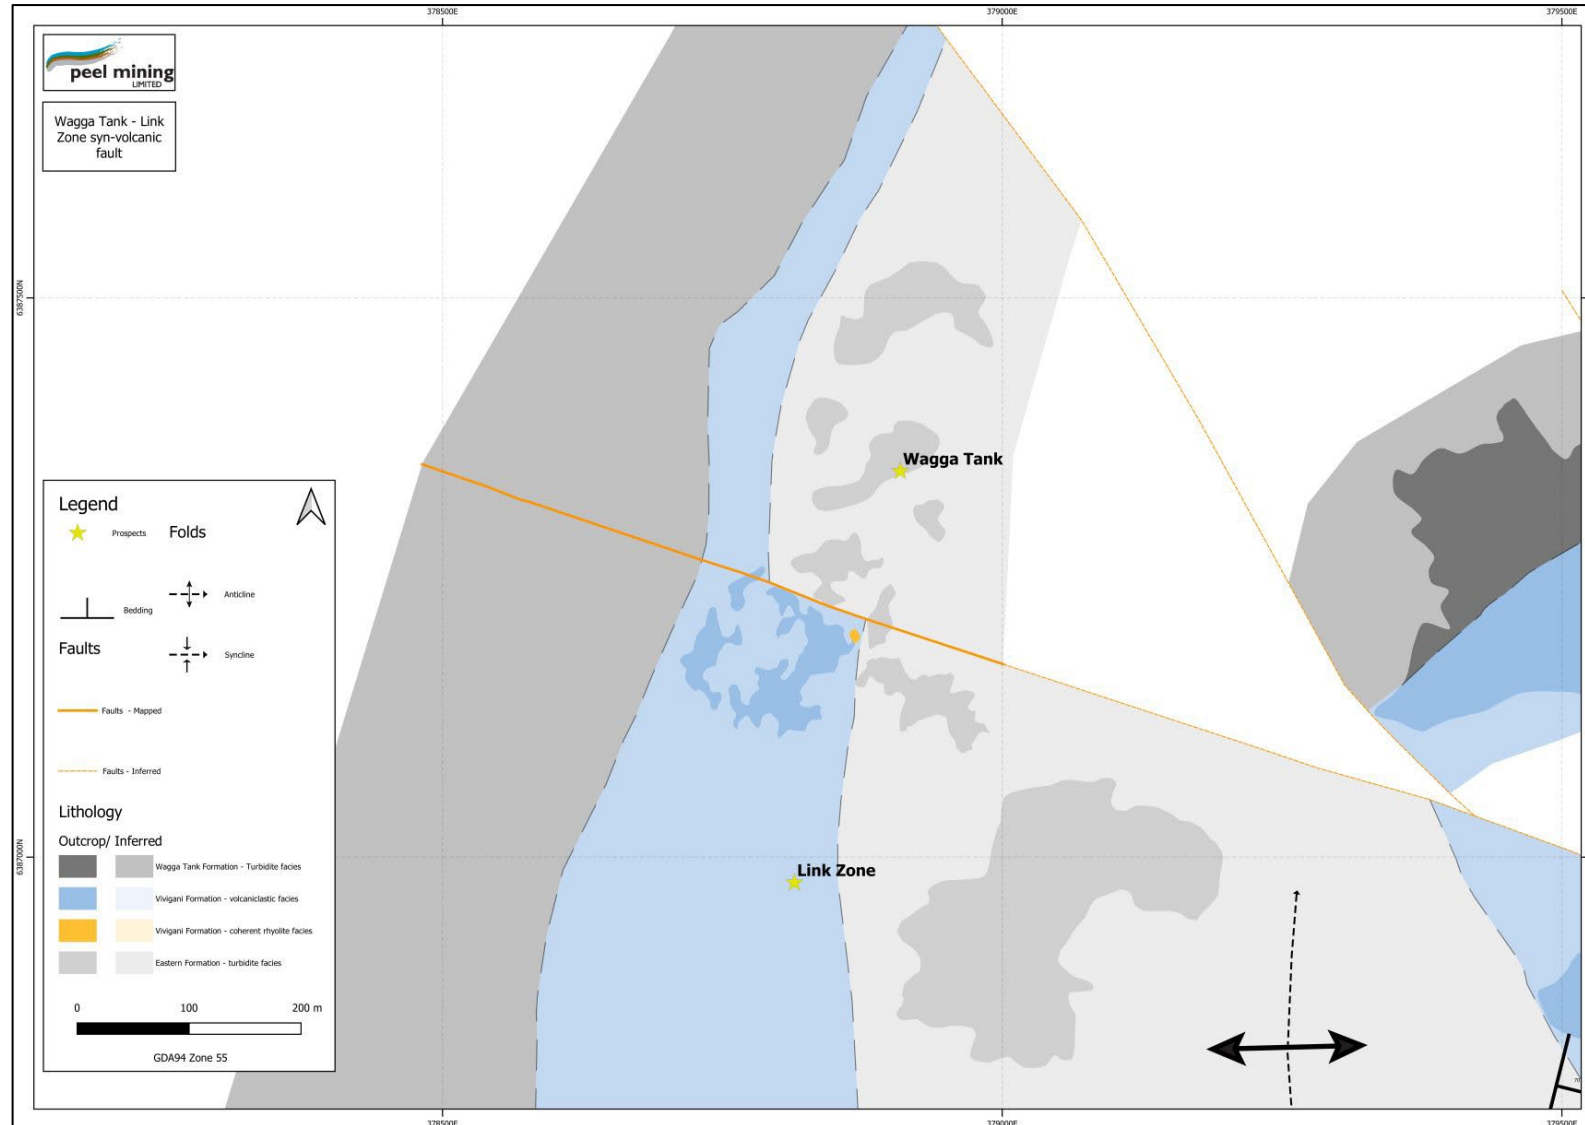 378500E
379000E
379500E
peel mining
LIMITED
Wagga Tank - Link
Zone syn-volcanic
fault
6387500N
Wagga Tank
Legend
Prospects
Folds
Bedding
Anticline
Faults
Syncline
Faults - Mapped
Faults - Inferred
Lithology
Outcrop/ Inferred
Wagga Tank Formation - Turbidite facies
Vivigani Formation - volcaniclastic facies
Vivigani Formation - coherent rhyolite facies
Eastern Formation - turbidite facies
0 100 200 m
GDA94 Zone 55
6387000N
Link Zone
70
378500E
379000E
379500E